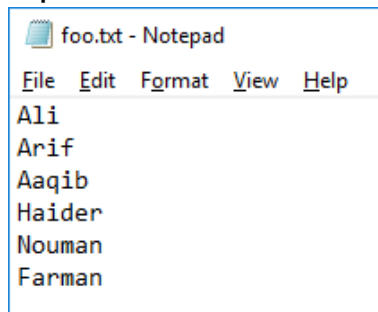 foo.txt - Notepad
File Edit Format View Help
Ali
Arif
Aaqib
Haider
Nouman
Farman